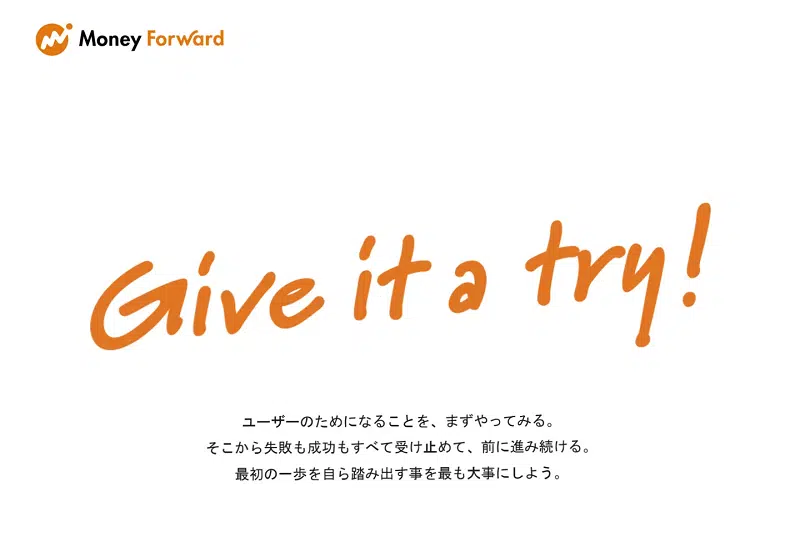 Money Forward
Give it a try!
ユーザーのためになることを、まずやってみる。
そこから失敗も成功もすべて受け止めて、前に進み続ける。
最初の一歩を自ら踏み出す事を最も大事にしよう。